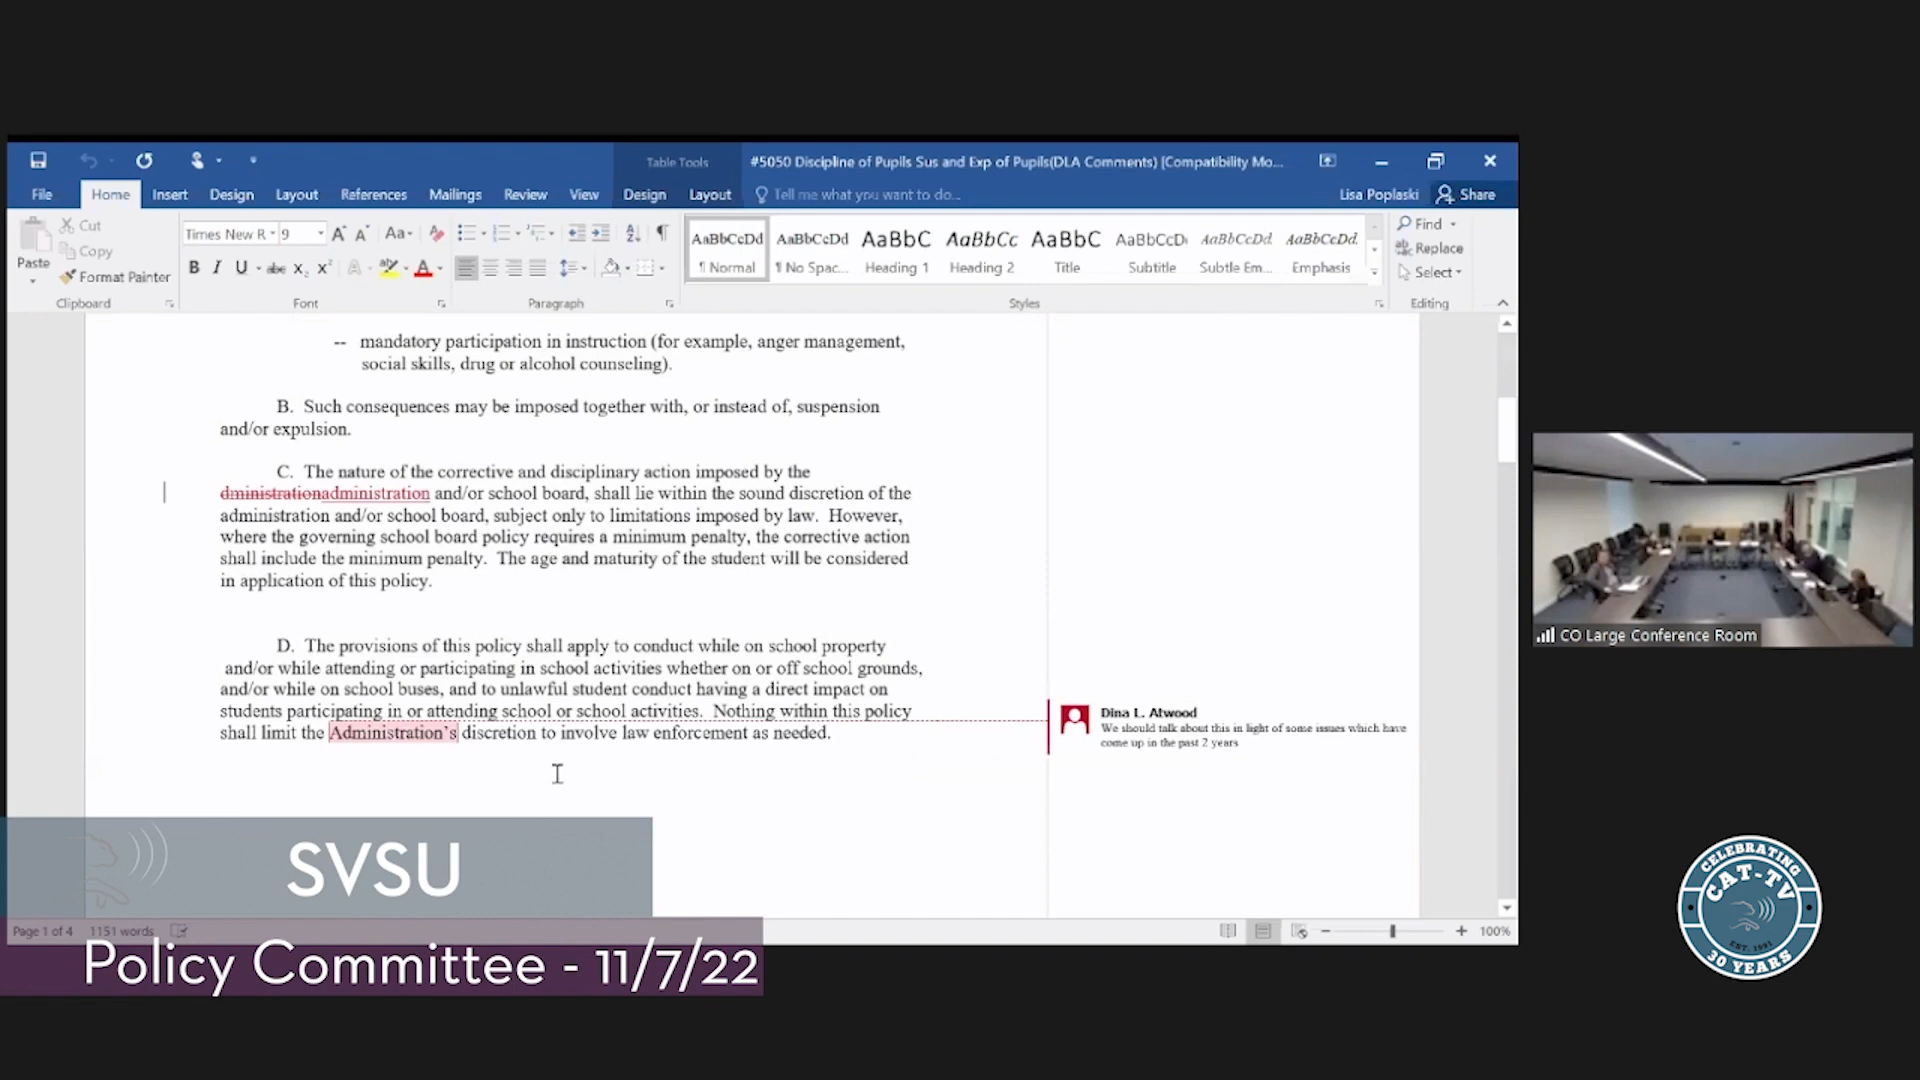 Table Tools
#5050 Discipline of Pupils Sus and Exp of Pupils(DLA Comments) [Compatibility Mo...
File Home Insert Design Layout References Mailings Review View Design Layout Tell me what you want to do... Lisa Poplaski Share
Paste
Cut
Copy
Format Painter
Clipboard
Times New R 9
B I U abc X₂ X²
Font
Paragraph
AaBbCcDd AaBbCcDd AaBbC AaBbCc AaBbC AaBbCcD AaBbCcDd AaBbCcDd.
¶ Normal ¶ No Spac... Heading 1 Heading 2 Title Subtitle Subtle Em... Emphasis
Styles
Find
Replace
Select
Editing
-- mandatory participation in instruction (for example, anger management,
social skills, drug or alcohol counseling).
B. Such consequences may be imposed together with, or instead of, suspension
and/or expulsion.
C. The nature of the corrective and disciplinary action imposed by the
dministrationadministration and/or school board, shall lie within the sound discretion of the
administration and/or school board, subject only to limitations imposed by law. However,
where the governing school board policy requires a minimum penalty, the corrective action
shall include the minimum penalty. The age and maturity of the student will be considered
in application of this policy.
D. The provisions of this policy shall apply to conduct while on school property
and/or while attending or participating in school activities whether on or off school grounds,
and/or while on school buses, and to unlawful student conduct having a direct impact on
students participating in or attending school or school activities. Nothing within this policy
shall limit the Administration's discretion to involve law enforcement as needed.
Dina L. Atwood
We should talk about this in light of some issues which have
come up in the past 2 years
CO Large Conference Room
SVSU
Page 1 of 4 1151 words
100%
Policy Committee - 11/7/22
CELEBRATING
CAT-TV
EST. 1991
30 YEARS